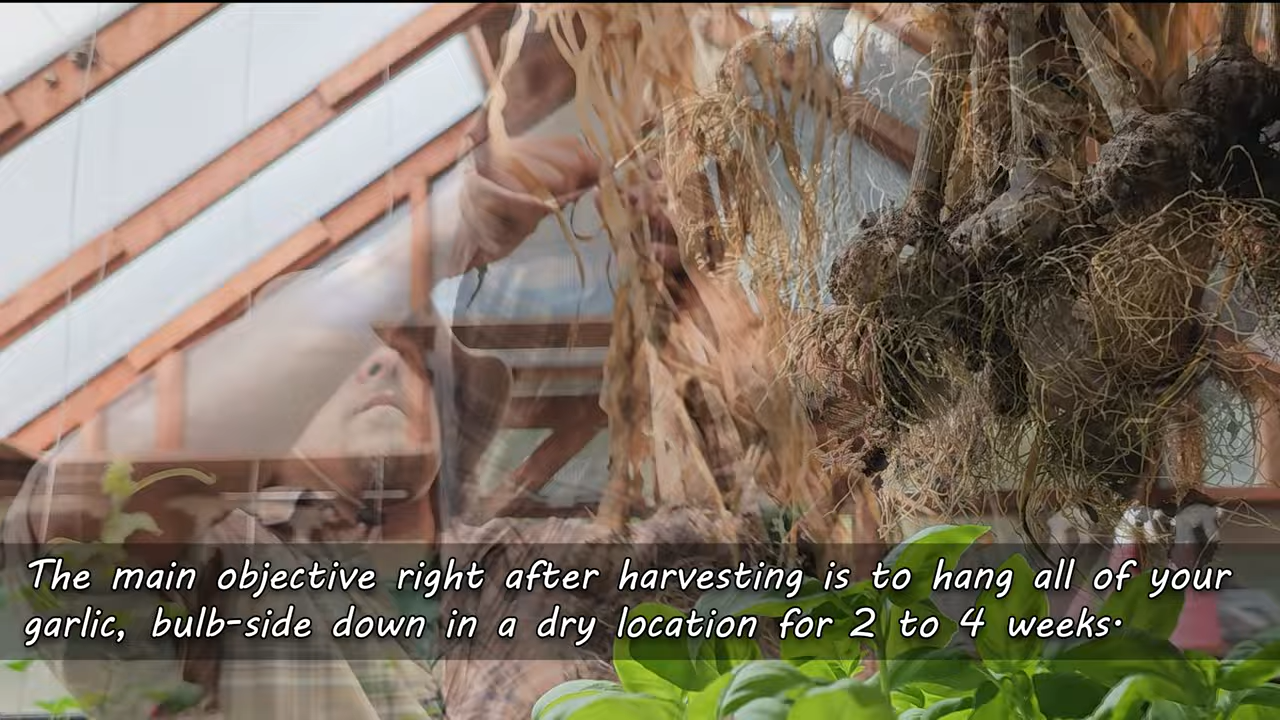 The main objective right after harvesting is to hang all of your
garlic, bulb-side down in a dry location for 2 to 4 weeks.